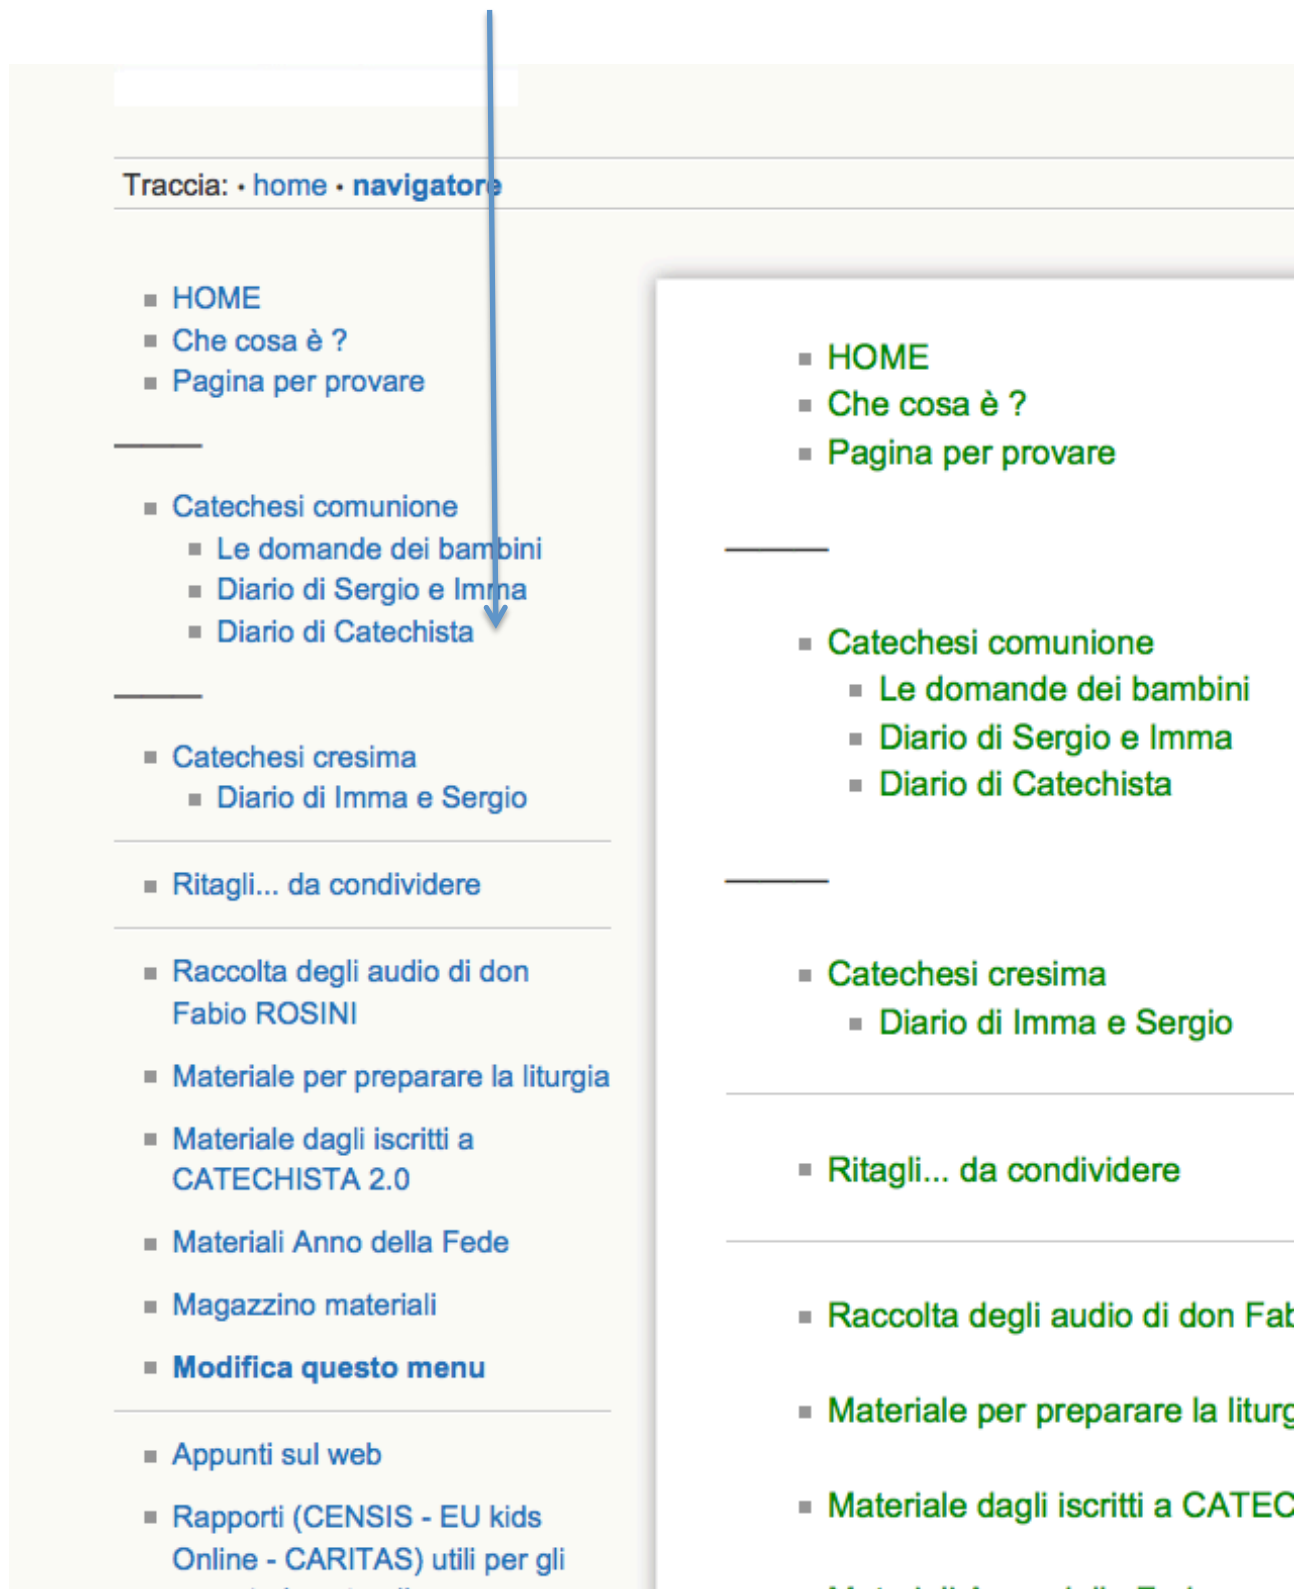 Traccia: • home • navigatore
HOME
Che cosa è ?
Pagina per provare
Catechesi comunione
Le domande dei bambini
Diario di Sergio e Imma
Diario di Catechista
Catechesi cresima
Diario di Imma e Sergio
Ritagli... da condividere
Raccolta degli audio di don
Fabio ROSINI
Materiale per preparare la liturgia
Materiale dagli iscritti a
CATECHISTA 2.0
Materiali Anno della Fede
Magazzino materiali
Modifica questo menu
Appunti sul web
Rapporti (CENSIS - EU kids
Online - CARITAS) utili per gli
HOME
Che cosa è ?
Pagina per provare
Catechesi comunione
Le domande dei bambini
Diario di Sergio e Imma
Diario di Catechista
Catechesi cresima
Diario di Imma e Sergio
Ritagli... da condividere
Raccolta degli audio di don Fab
Materiale per preparare la liturg
Materiale dagli iscritti a CATEC